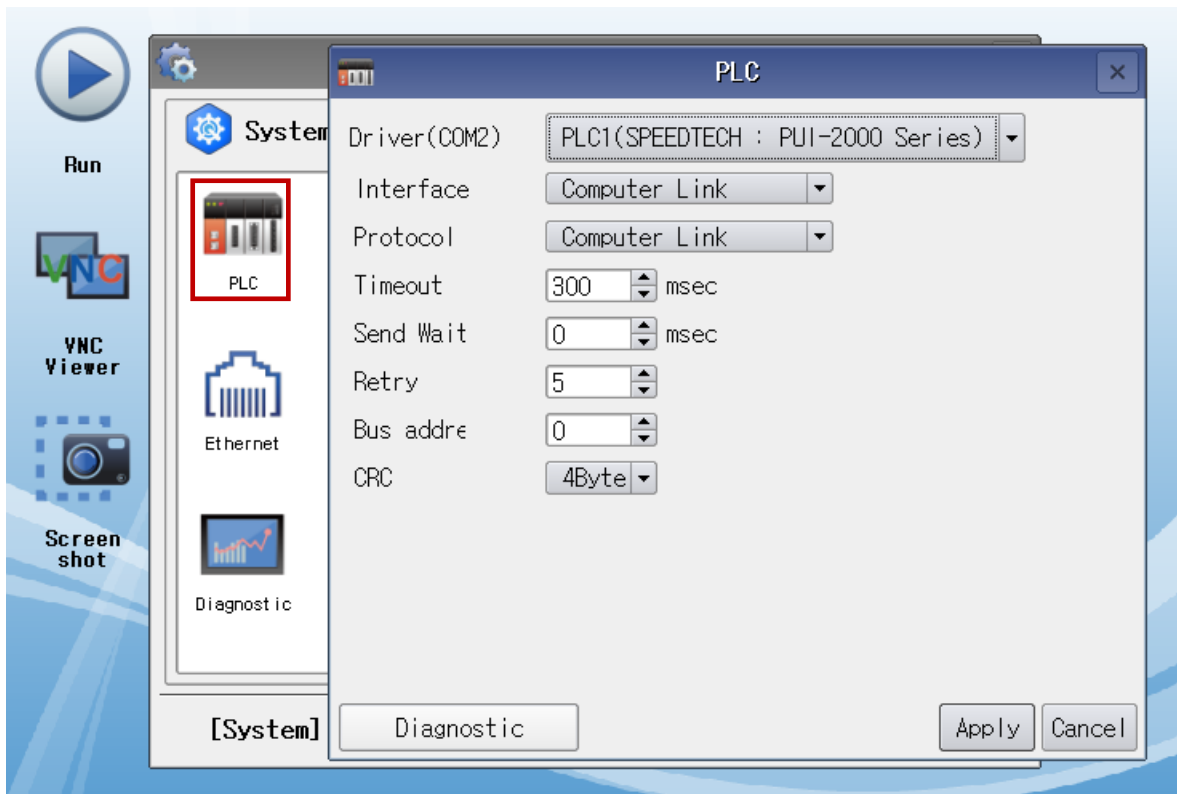 Run
VNC
VNC
Viewer
Screen
shot
System
PLC
Ethernet
Diagnostic
[System]
PLC
Driver(COM2) PLC1(SPEEDTECH : PUI-2000 Series)
Interface Computer Link
Protocol Computer Link
Timeout 300 msec
Send Wait 0 msec
Retry 5
Bus addre 0
CRC 4Byte
Diagnostic Apply Cancel